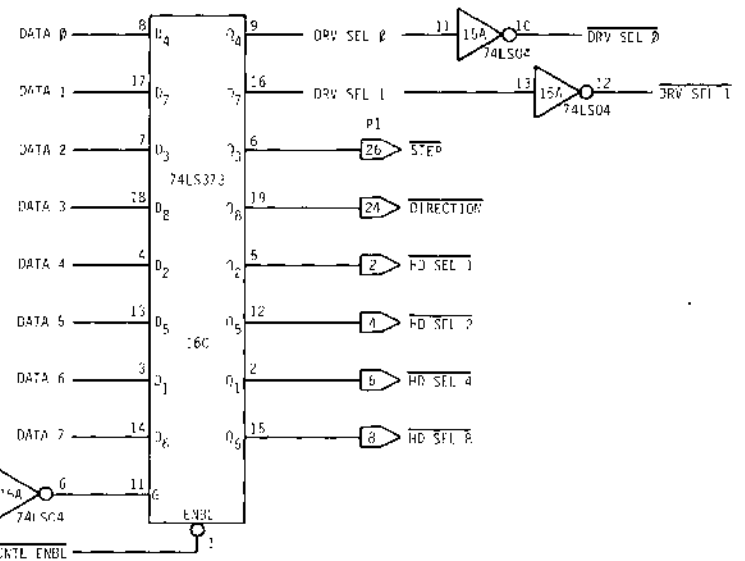 DATA 0 8 D4 Q4 9 DRV SEL 0 11 15A 10 DRV SEL 0
74LS04
DATA 1 17 D7 Q7 16 DRV SEL 1 13 15A 12 DRV SEL 1
74LS04
P1
DATA 2 7 D3 Q3 6 26 STEP
74LS373
DATA 3 18 D8 Q8 19 24 DIRECTION
DATA 4 4 D2 Q2 5 2 HD SEL 1
DATA 5 13 D5 Q5 12 4 HD SEL 2
16C
DATA 6 3 D1 Q1 2 6 HD SEL 4
DATA 7 14 D6 Q6 15 8 HD SEL 8
15A 6 11 G
74LS04
ENBL
1
CNTL ENBL